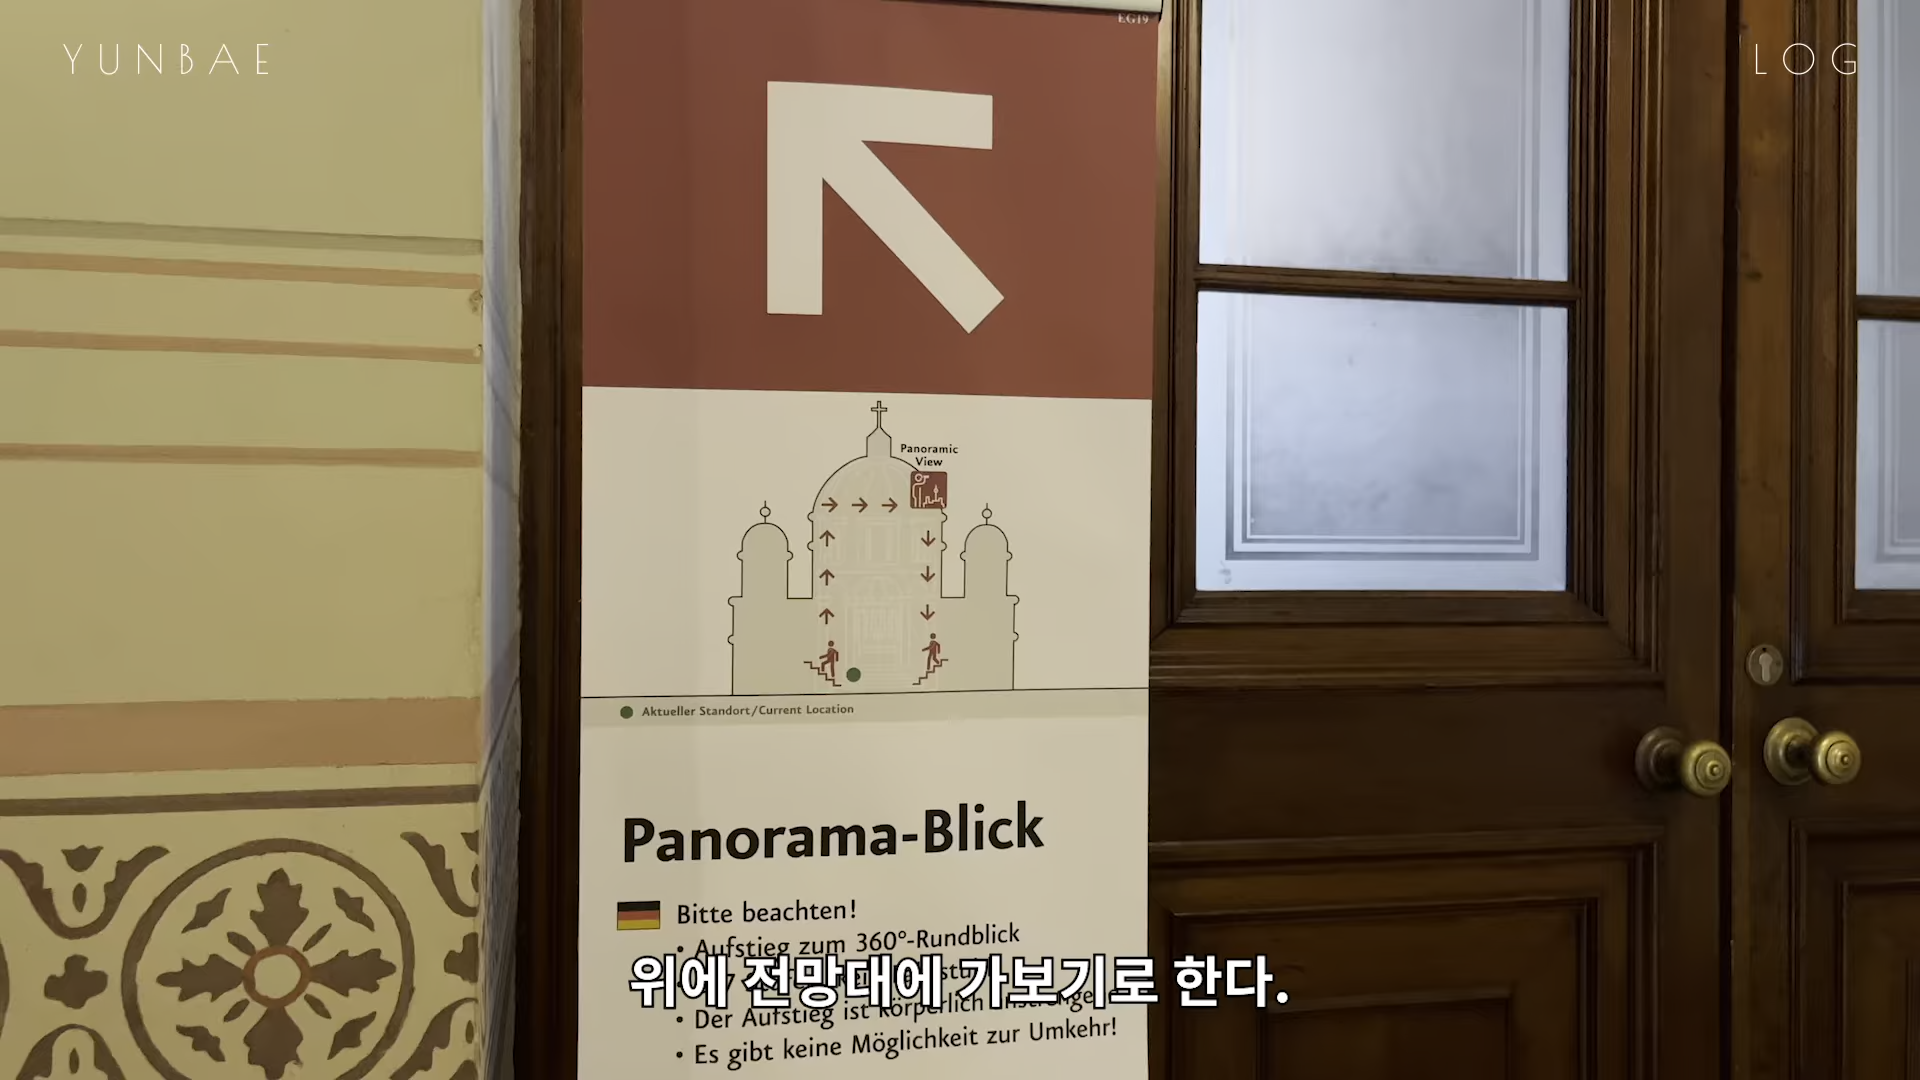 YUNBAE
LOG
EG19
Panoramic
View
Aktueller Standort/Current Location
Panorama-Blick
Bitte beachten!
• Aufstieg zum 360°-Rundblick
• Der Aufstieg ist körperlich
• Es gibt keine Möglichkeit zur Umkehr!
위에 전망대에 가보기로 한다.